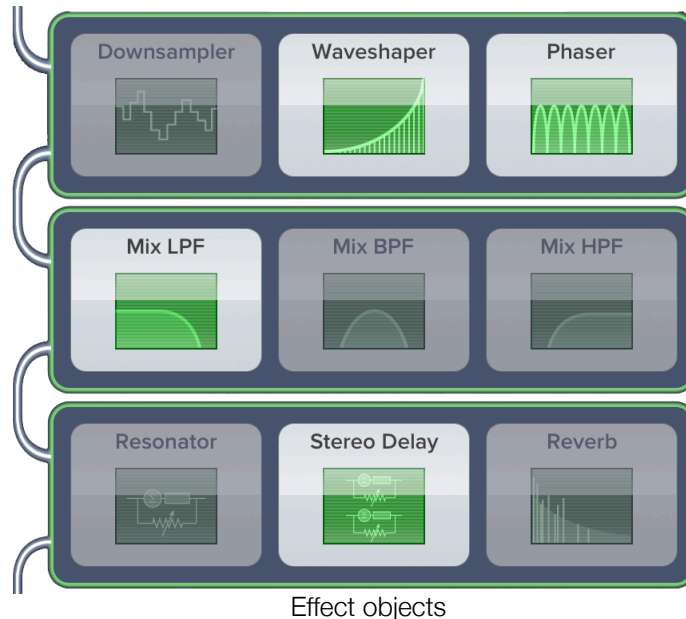 Downsampler Waveshaper Phaser
Mix LPF Mix BPF Mix HPF
Resonator Stereo Delay Reverb
Σ
Σ Σ
Effect objects